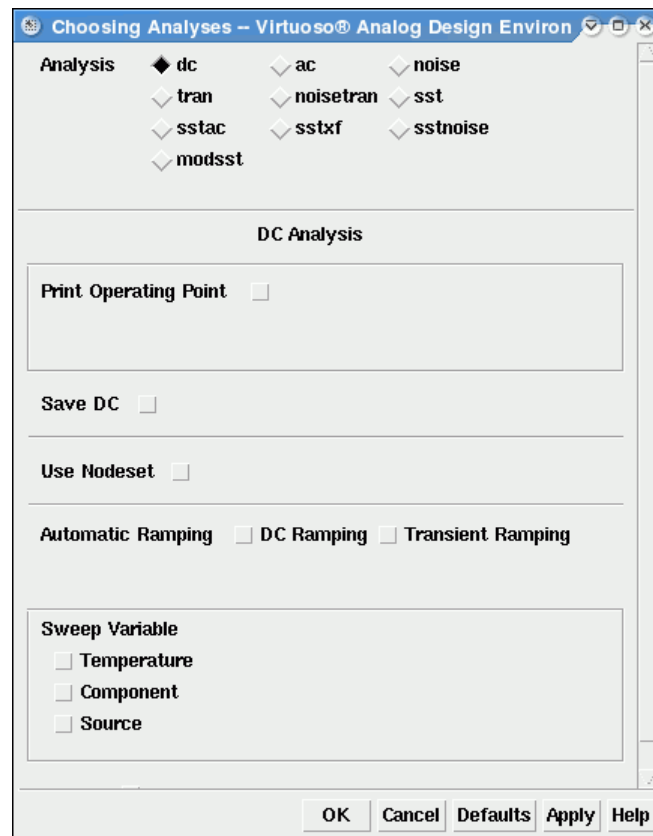 Choosing Analyses -- Virtuoso® Analog Design Environ
Analysis dc ac noise
tran noisetran sst
sstac sstxf sstnoise
modsst
DC Analysis
Print Operating Point
Save DC
Use Nodeset
Automatic Ramping DC Ramping Transient Ramping
Sweep Variable
Temperature
Component
Source
OK Cancel Defaults Apply Help